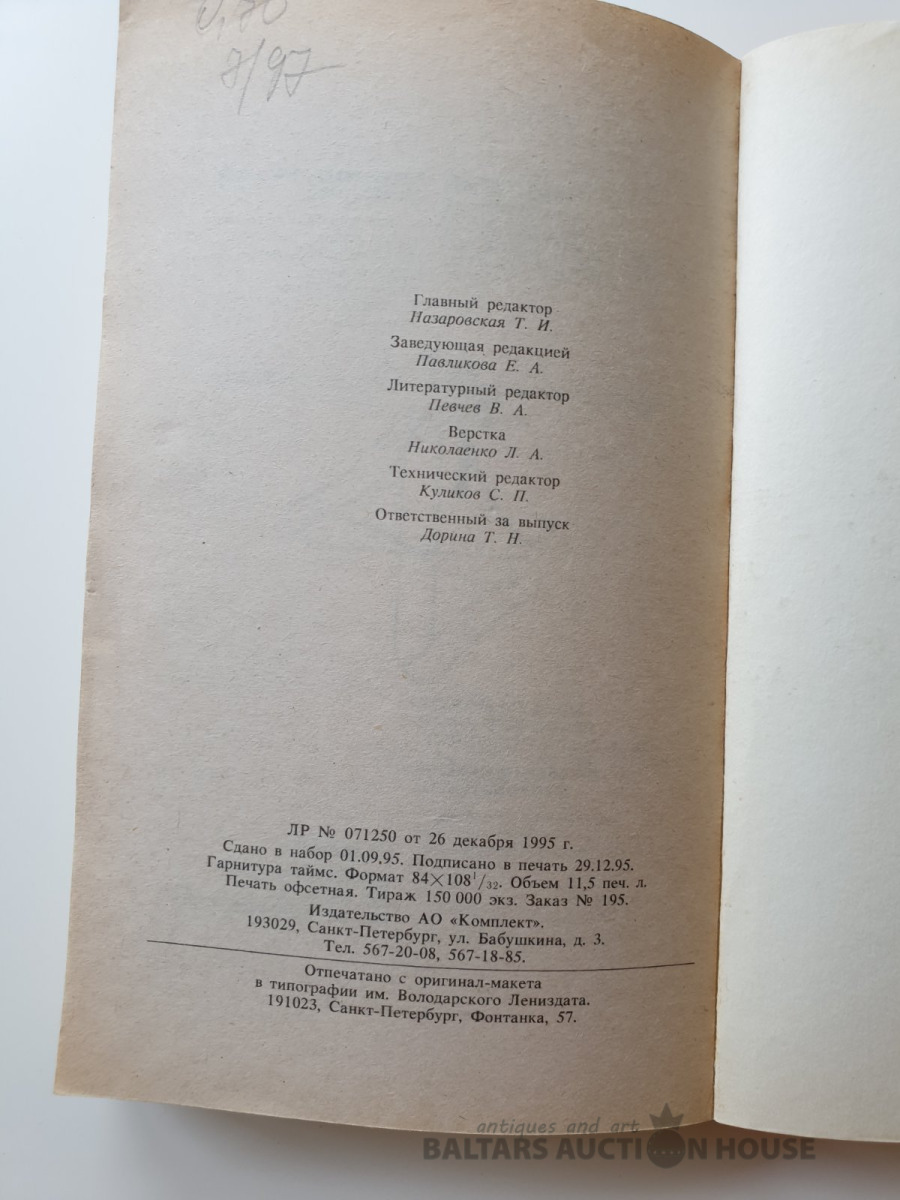 7/97
Главный редактор
Назаровская Т. И.
Заведующая редакцией
Павликова Е. А.
Литературный редактор
Певчев В. А.
Верстка
Николаенко Л. А.
Технический редактор
Куликов С. П.
Ответственный за выпуск
Дорина Т. Н.
ЛР № 071250 от 26 декабря 1995 г.
Сдано в набор 01.09.95. Подписано в печать 29.12.95.
Гарнитура таймс. Формат 84×108¹/₃₂. Объем 11,5 печ. л.
Печать офсетная. Тираж 150 000 экз. Заказ № 195.
Издательство АО «Комплект».
193029, Санкт-Петербург, ул. Бабушкина, д. 3.
Тел. 567-20-08, 567-18-85.
Отпечатано с оригинал-макета
в типографии им. Володарского Лениздата.
191023, Санкт-Петербург, Фонтанка, 57.
antiques and art
BALTARS AUCTION HOUSE